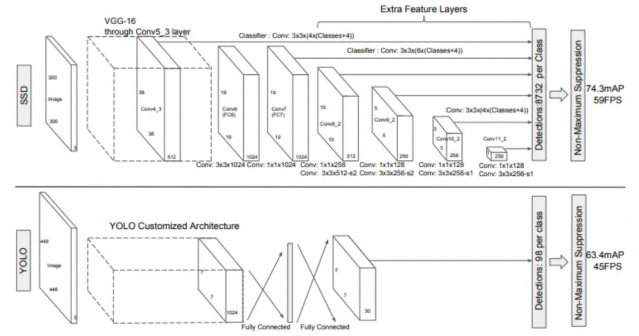 Extra Feature Layers
VGG-16
through Conv5_3 layer
Classifier : Conv: 3x3x(4x(Classes+4))
Classifier : Conv: 3x3x(6x(Classes+4))
Conv: 3x3x(4x(Classes+4))
SSD
300
Image
300
3
38
Conv4_3
38
512
19
Conv6
(FC6)
19
1024
19
Conv7
(FC7)
19
1024
10
Conv8_2
10
512
5
Conv9_2
5
256
3
Conv10_2
3
256
Conv11_2
256
Conv: 3x3x1024
Conv: 1x1x1024
Conv: 1x1x256
Conv: 3x3x512-s2
Conv: 1x1x128
Conv: 3x3x256-s2
Conv: 1x1x128
Conv: 3x3x256-s1
Conv: 1x1x128
Conv: 3x3x256-s1
Detections:8732 per Class
Non-Maximum Suppression
74.3mAP
59FPS
YOLO Customized Architecture
YOLO
448
Image
448
3
7
7
1024
Fully Connected
Fully Connected
7
7
30
Detections: 98 per class
Non-Maximum Suppression
63.4mAP
45FPS